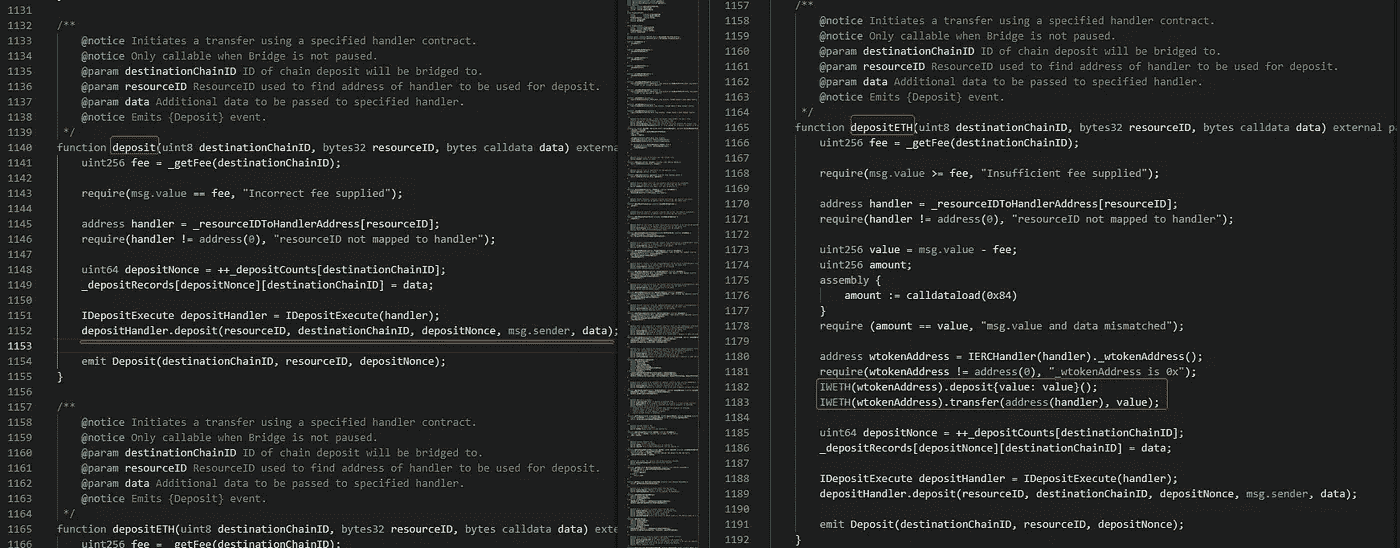 1131
1132 /**
1133 @notice Initiates a transfer using a specified handler contract.
1134 @notice Only callable when Bridge is not paused.
1135 @param destinationChainID ID of chain deposit will be bridged to.
1136 @param resourceID ResourceID used to find address of handler to be used for deposit.
1137 @param data Additional data to be passed to specified handler.
1138 @notice Emits {Deposit} event.
1139 */
1140 function deposit(uint8 destinationChainID, bytes32 resourceID, bytes calldata data) externa
1141 uint256 fee = _getFee(destinationChainID);
1142
1143 require(msg.value == fee, "Incorrect fee supplied");
1144
1145 address handler = _resourceIDToHandlerAddress[resourceID];
1146 require(handler != address(0), "resourceID not mapped to handler");
1147
1148 uint64 depositNonce = ++_depositCounts[destinationChainID];
1149 _depositRecords[depositNonce][destinationChainID] = data;
1150
1151 IDepositExecute depositHandler = IDepositExecute(handler);
1152 depositHandler.deposit(resourceID, destinationChainID, depositNonce, msg.sender, data);
1153
1154 emit Deposit(destinationChainID, resourceID, depositNonce);
1155 }
1156
1157 /**
1158 @notice Initiates a transfer using a specified handler contract.
1159 @notice Only callable when Bridge is not paused.
1160 @param destinationChainID ID of chain deposit will be bridged to.
1161 @param resourceID ResourceID used to find address of handler to be used for deposit.
1162 @param data Additional data to be passed to specified handler.
1163 @notice Emits {Deposit} event.
1164 */
1165 function depositETH(uint8 destinationChainID, bytes32 resourceID, bytes calldata data) exte
1166 uint256 fee = _getFee(destinationChainID);
1157 /**
1158 @notice Initiates a transfer using a specified handler contract.
1159 @notice Only callable when Bridge is not paused.
1160 @param destinationChainID ID of chain deposit will be bridged to.
1161 @param resourceID ResourceID used to find address of handler to be used for deposit.
1162 @param data Additional data to be passed to specified handler.
1163 @notice Emits {Deposit} event.
1164 */
1165 function depositETH(uint8 destinationChainID, bytes32 resourceID, bytes calldata data) external p
1166 uint256 fee = _getFee(destinationChainID);
1167
1168 require(msg.value >= fee, "Insufficient fee supplied");
1169
1170 address handler = _resourceIDToHandlerAddress[resourceID];
1171 require(handler != address(0), "resourceID not mapped to handler");
1172
1173 uint256 value = msg.value - fee;
1174 uint256 amount;
1175 assembly {
1176 amount := calldataload(0x84)
1177 }
1178 require (amount == value, "msg.value and data mismatched");
1179
1180 address wtokenAddress = IERCHandler(handler)._wtokenAddress();
1181 require(wtokenAddress != address(0), "_wtokenAddress is 0x");
1182 IWETH(wtokenAddress).deposit{value: value}();
1183 IWETH(wtokenAddress).transfer(address(handler), value);
1184
1185 uint64 depositNonce = ++_depositCounts[destinationChainID];
1186 _depositRecords[depositNonce][destinationChainID] = data;
1187
1188 IDepositExecute depositHandler = IDepositExecute(handler);
1189 depositHandler.deposit(resourceID, destinationChainID, depositNonce, msg.sender, data);
1190
1191 emit Deposit(destinationChainID, resourceID, depositNonce);
1192 }